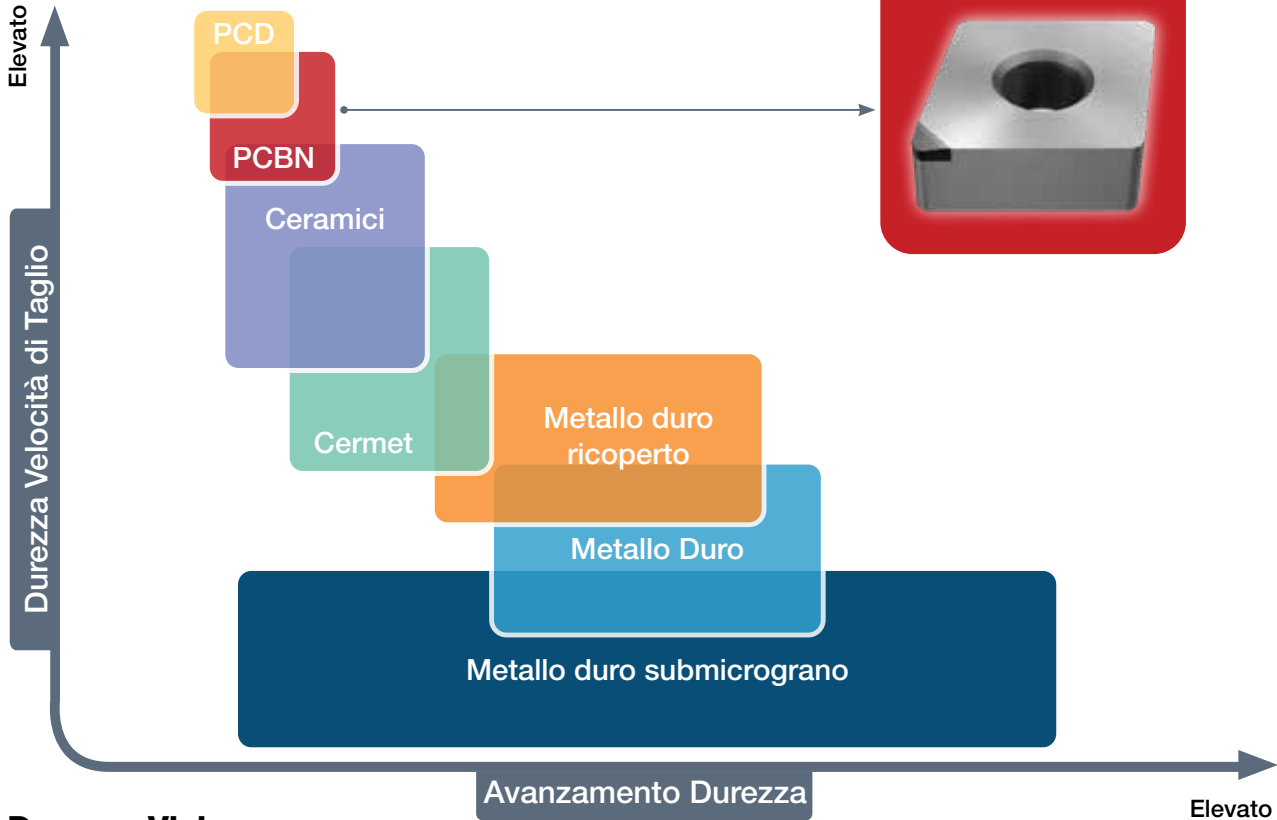 Elevato
PCD
PCBN
Ceramici
Durezza Velocità di Taglio
Cermet
Metallo duro
ricoperto
Metallo Duro
Metallo duro submicrograno
Avanzamento Durezza
Elevato